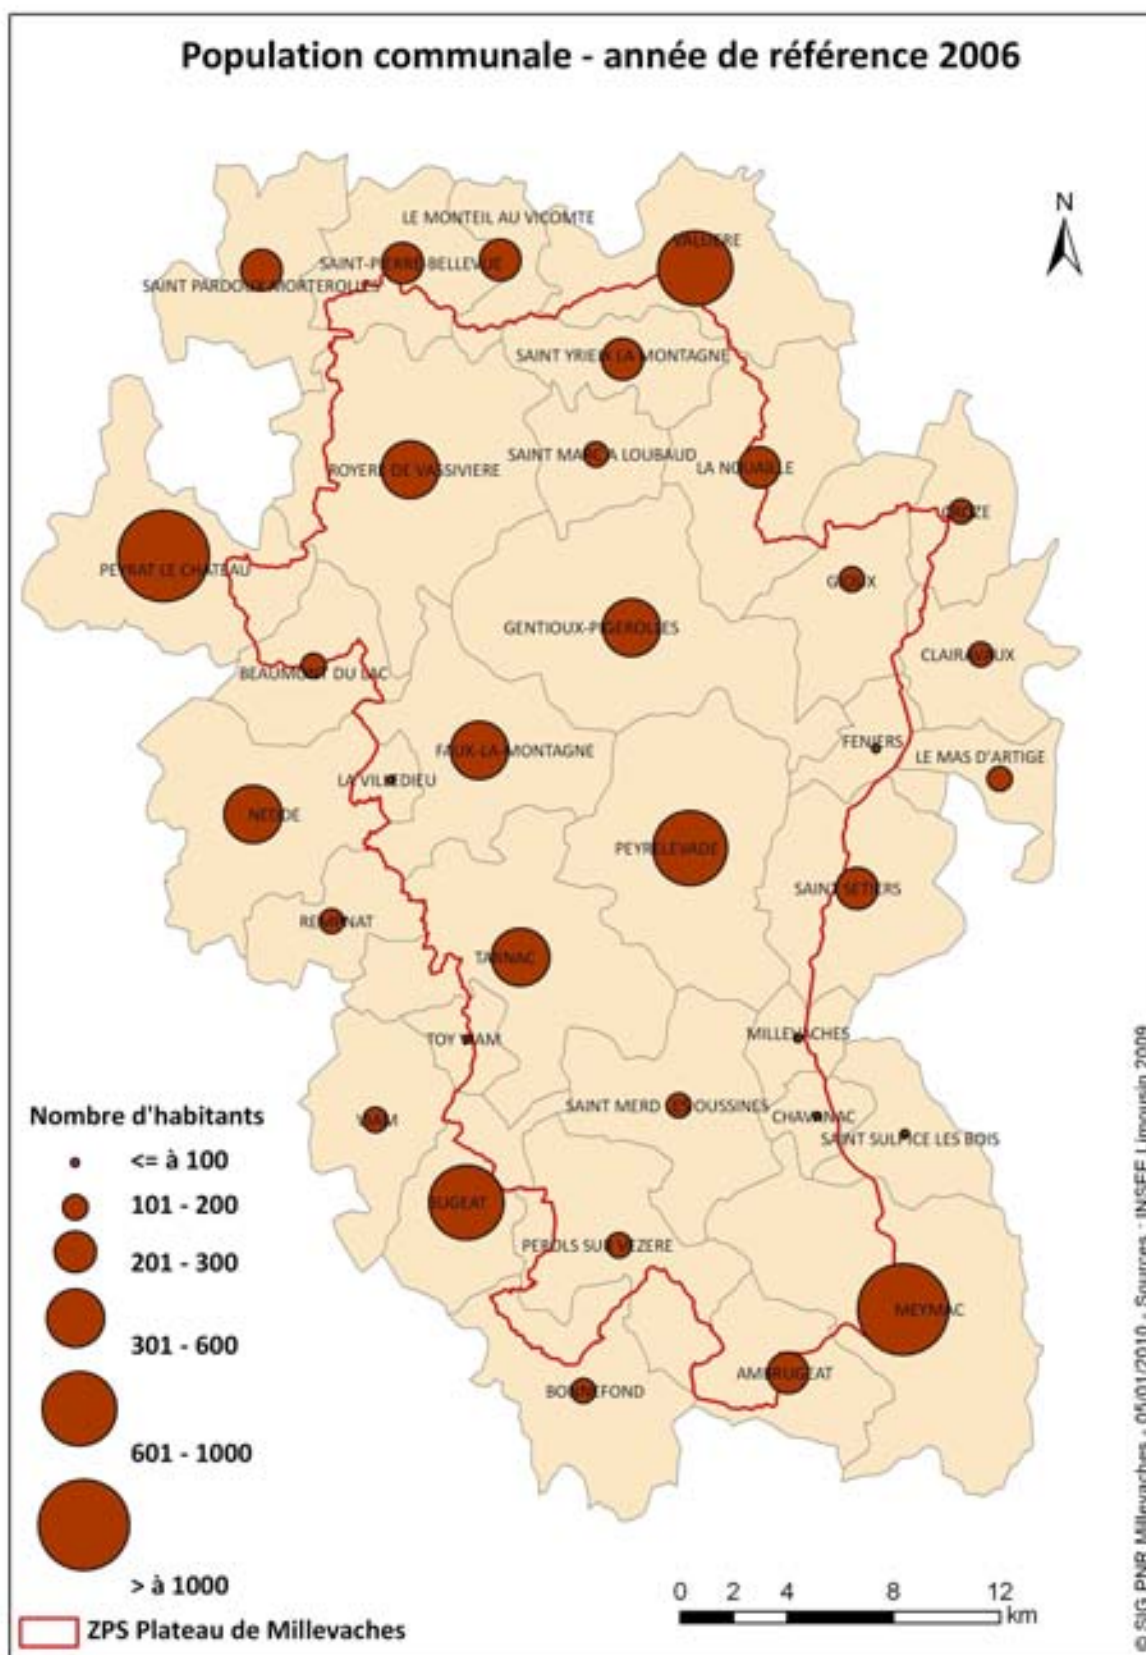 Population communale - année de référence 2006
N
LE MONTEIL AU VICOMTE
VALLIERE
SAINT-PIERRE-BELLEVUE
SAINT PARDOUX MORTEROLLES
SAINT YRIEIX LA MONTAGNE
SAINT MARC A LOUBAUD
LA NOUAILLE
ROYERE DE VASSIVIERE
CROZE
PEYRAT LE CHATEAU
GIOUX
GENTIOUX-PIGEROLLES
CLAIRAVAUX
BEAUMONT DU LAC
FENIERS
FAUX-LA-MONTAGNE
LE MAS D'ARTIGE
LA VILLEDIEU
NEDDE
PEYRELEVADE
SAINT SETIERS
REMPNAT
TARNAC
MILLEVACHES
TOY VIAM
SAINT MERD LES OUSSINES
CHAVANAC
VIAM
SAINT SULPICE LES BOIS
BUGEAT
PEROLS SUR VEZERE
MEYMAC
AMBRUGEAT
BONNEFOND
Nombre d'habitants
<= à 100
101 - 200
201 - 300
301 - 600
601 - 1000
> à 1000
ZPS Plateau de Millevaches
0 2 4 8 12
km
© SIG PNR Millevaches - 05/01/2010 - Sources : INSEE Limousin 2009